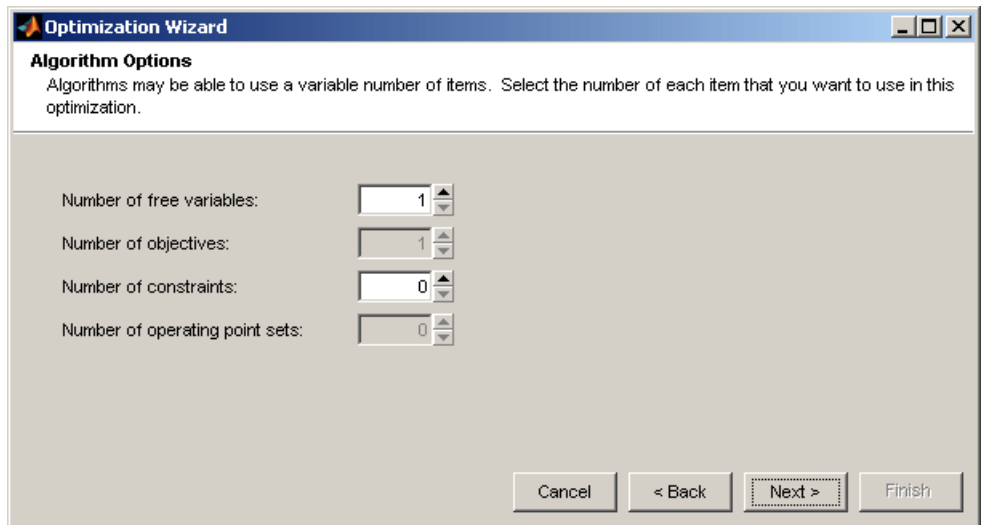 Optimization Wizard
Algorithm Options
Algorithms may be able to use a variable number of items. Select the number of each item that you want to use in this
optimization.
Number of free variables: 1
Number of objectives: 1
Number of constraints: 0
Number of operating point sets: 0
Cancel < Back Next > Finish